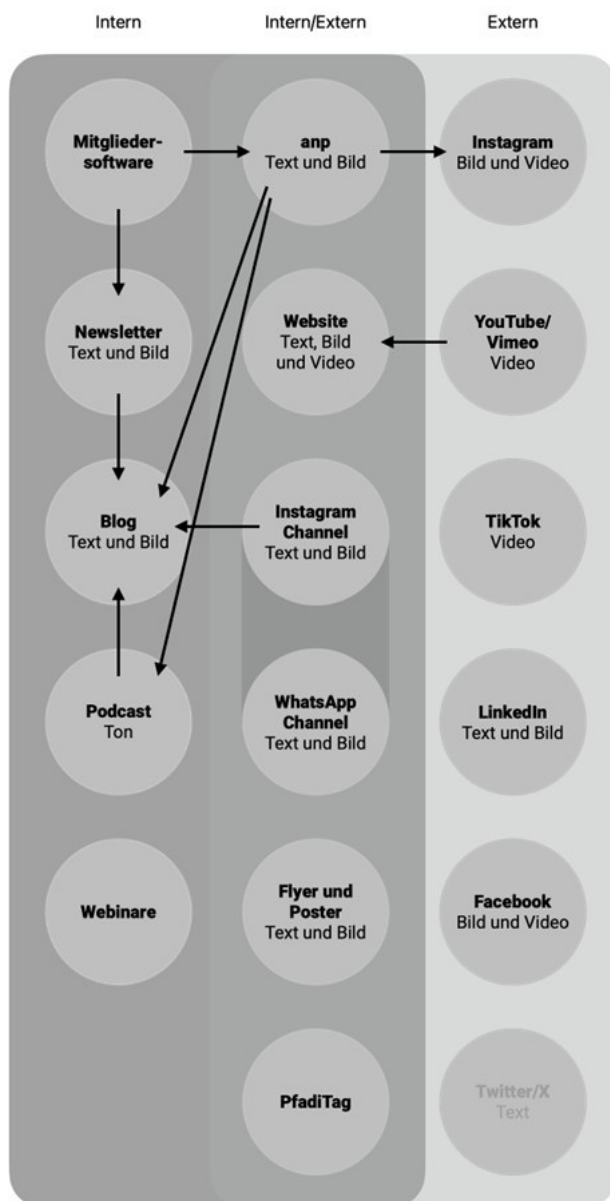 Intern
Intern/Extern
Extern
Mitglieder-
software
anp
Text und Bild
Instagram
Bild und Video
Newsletter
Text und Bild
Website
Text, Bild
und Video
YouTube/
Vimeo
Video
Blog
Text und Bild
Instagram
Channel
Text und Bild
TikTok
Video
Podcast
Ton
WhatsApp
Channel
Text und Bild
LinkedIn
Text und Bild
Webinare
Flyer und
Poster
Text und Bild
Facebook
Bild und Video
PfadiTag
Twitter/X
Text